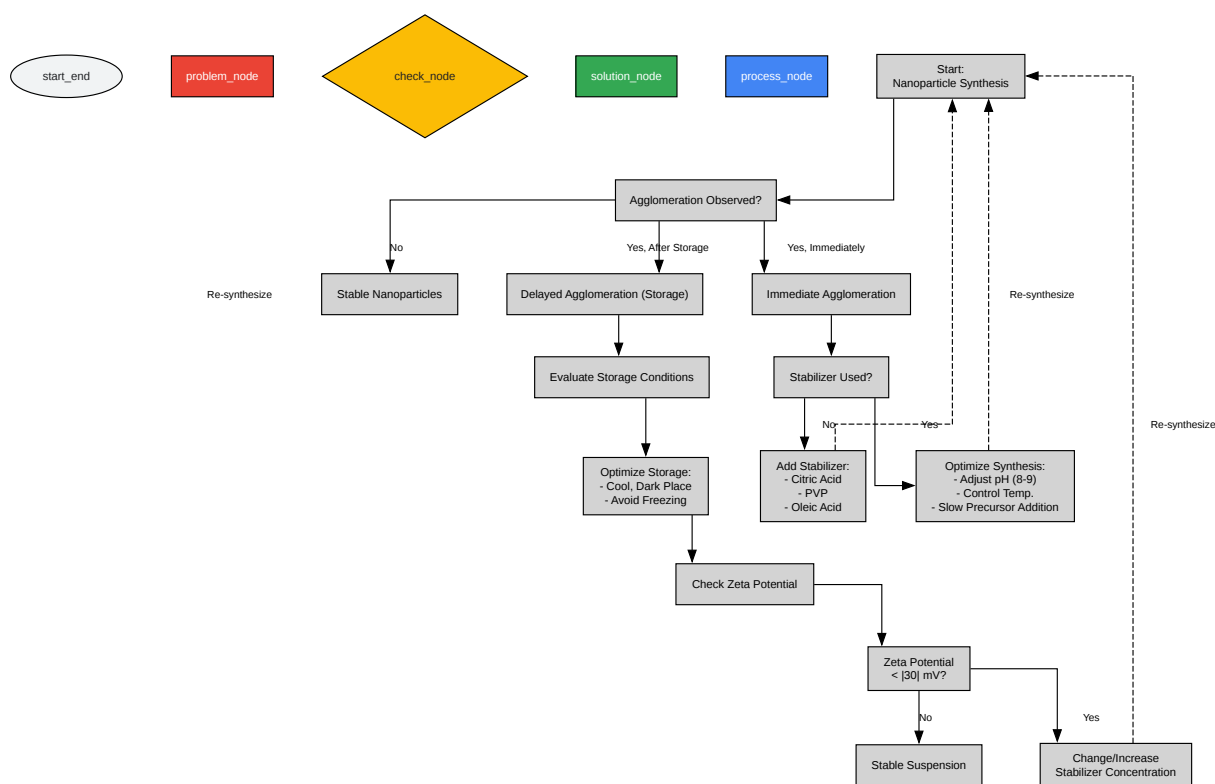 start_end
problem_node
check_node
solution_node
process_node
Start:
Nanoparticle Synthesis
Agglomeration Observed?
No
Yes, After Storage
Yes, Immediately
Re-synthesize
Stable Nanoparticles
Delayed Agglomeration (Storage)
Immediate Agglomeration
Re-synthesize
Evaluate Storage Conditions
Stabilizer Used?
No
Yes
Re-synthesize
Optimize Storage:
- Cool, Dark Place
- Avoid Freezing
Add Stabilizer:
- Citric Acid
- PVP
- Oleic Acid
Optimize Synthesis:
- Adjust pH (8-9)
- Control Temp.
- Slow Precursor Addition
Check Zeta Potential
Zeta Potential
< |30| mV?
No
Yes
Stable Suspension
Change/Increase
Stabilizer Concentration